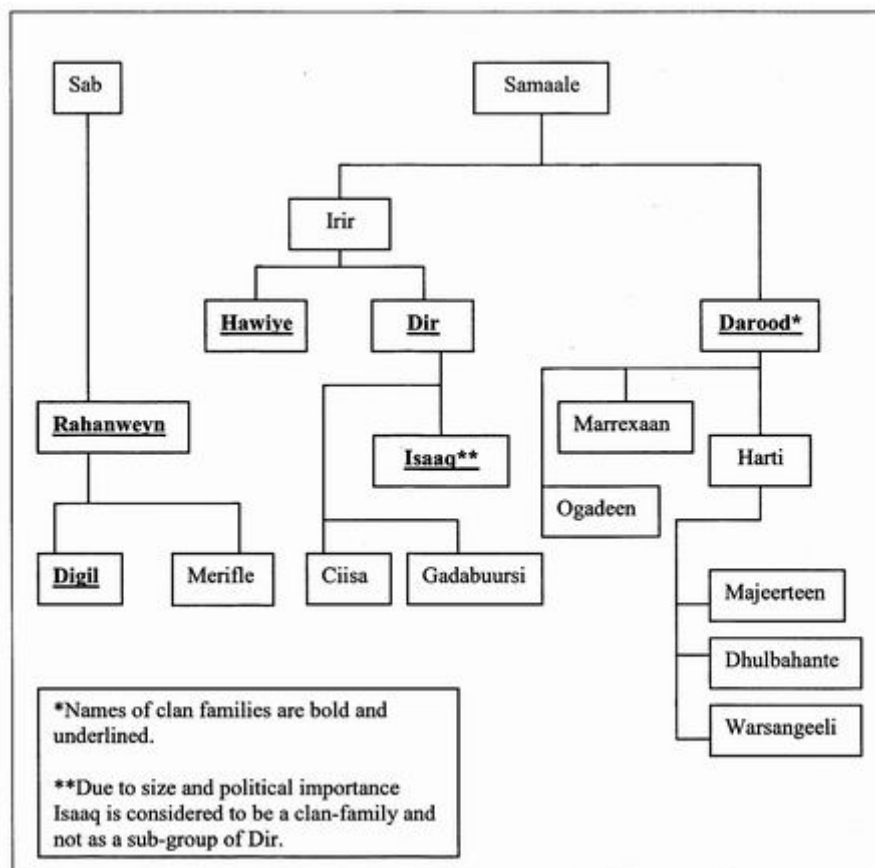 Sab
Samaale
Irir
Hawiye
Dir
Darood*
Rahanweyn
Marrexaan
Isaaq**
Harti
Ogadeen
Digil
Merifle
Ciisa
Gadabuursi
Majeerteen
Dhulbahante
Warsangeeli
*Names of clan families are bold and
underlined.
**Due to size and political importance
Isaaq is considered to be a clan-family and
not as a sub-group of Dir.